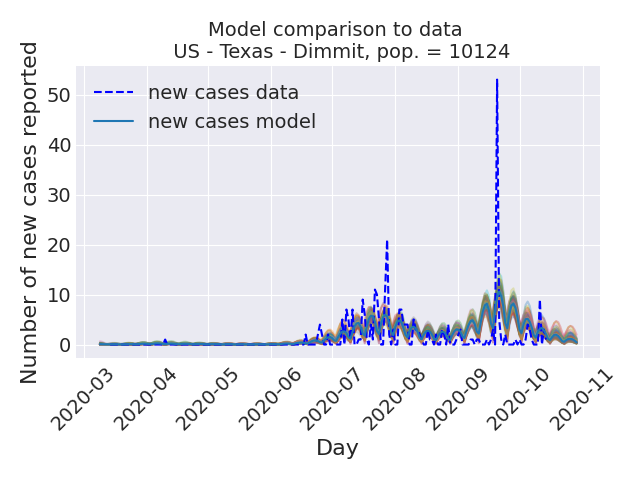 Model comparison to data
US - Texas - Dimmit, pop. = 10124
new cases data
new cases model
Number of new cases reported
50
40
30
20
10
0
2020-03
2020-04
2020-05
2020-06
2020-07
2020-08
2020-09
2020-10
2020-11
Day